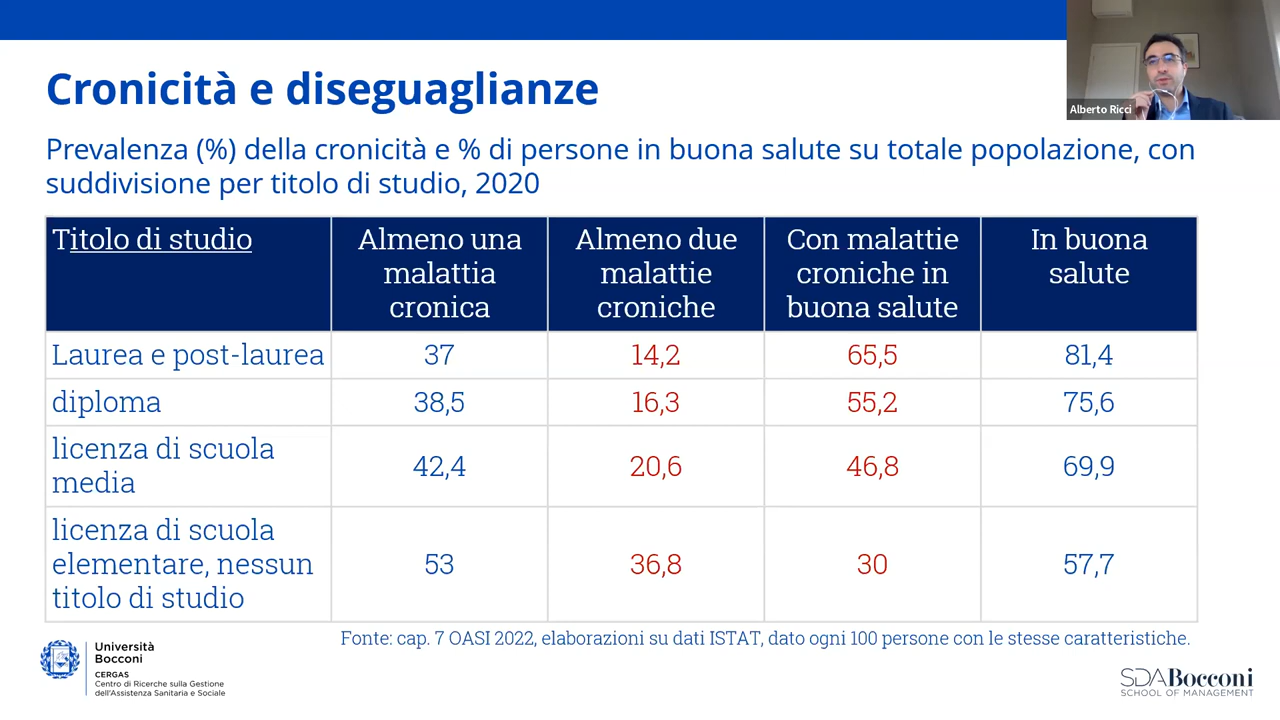 Alberto Ricci
Cronicità e diseguaglianze
Prevalenza (%) della cronicità e % di persone in buona salute su totale popolazione, con
suddivisione per titolo di studio, 2020
Titolo di studio
Almeno una
malattia
cronica
Almeno due
malattie
croniche
Con malattie
croniche in
buona salute
In buona
salute
Laurea e post-laurea
37
14,2
65,5
81,4
diploma
38,5
16,3
55,2
75,6
licenza di scuola
media
42,4
20,6
46,8
69,9
licenza di scuola
elementare, nessun
titolo di studio
53
36,8
30
57,7
Fonte: cap. 7 OASI 2022, elaborazioni su dati ISTAT, dato ogni 100 persone con le stesse caratteristiche.
Università
Bocconi
CERGAS
Centro di Ricerche sulla Gestione
dell'Assistenza Sanitaria e Sociale
SDA Bocconi
SCHOOL OF MANAGEMENT